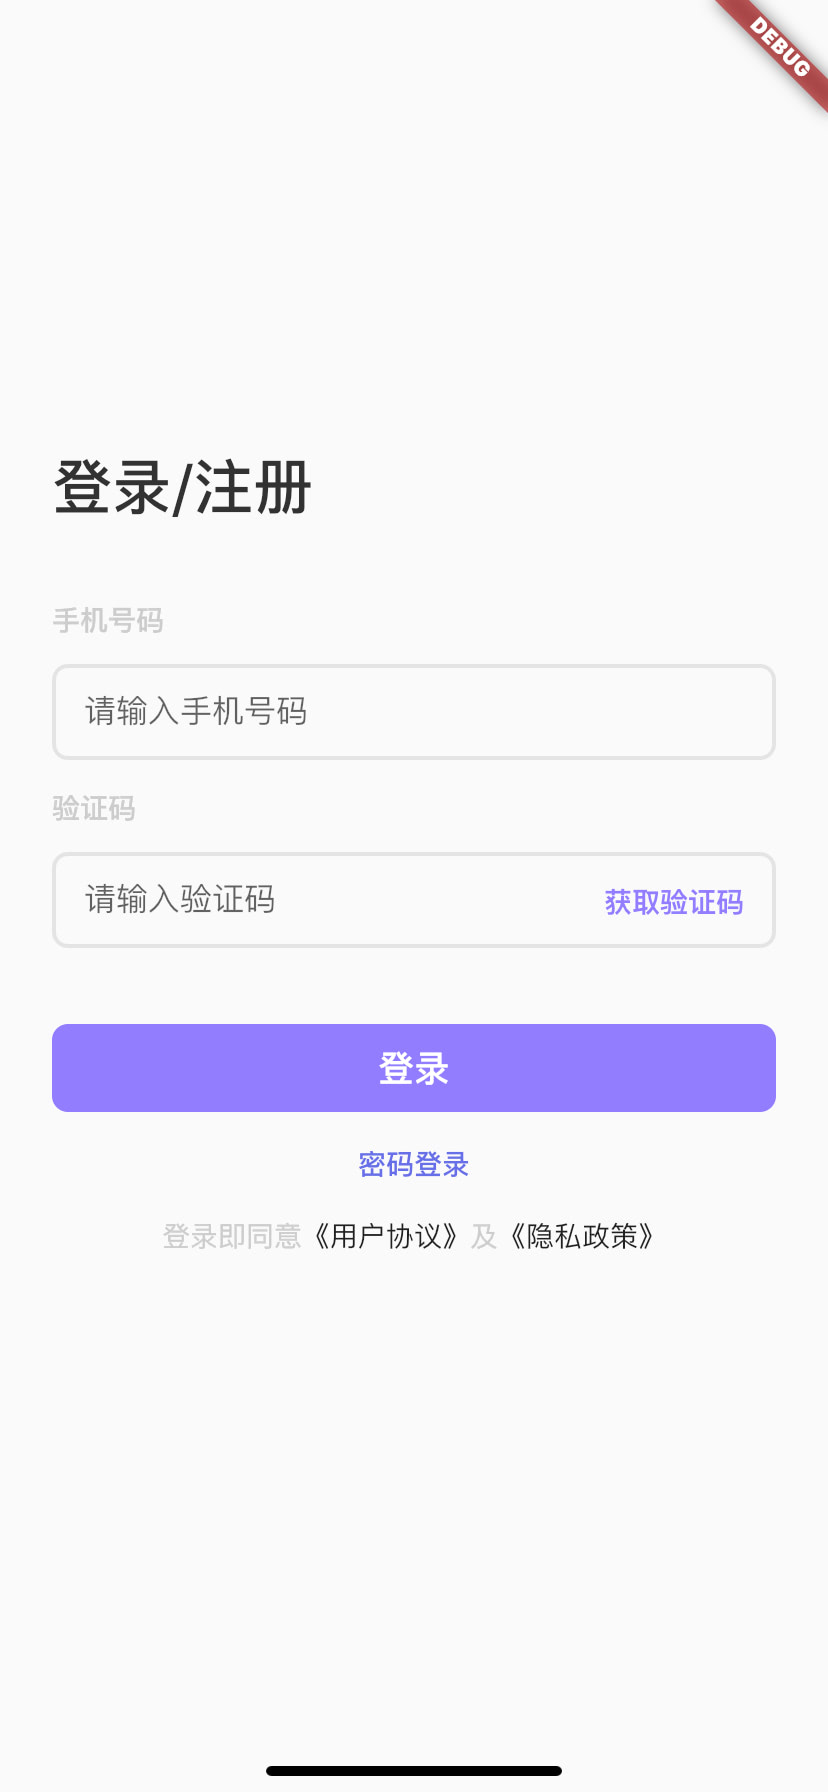 DEBUG
登录/注册
手机号码
请输入手机号码
验证码
请输入验证码 获取验证码
登录
密码登录
登录即同意《用户协议》及《隐私政策》